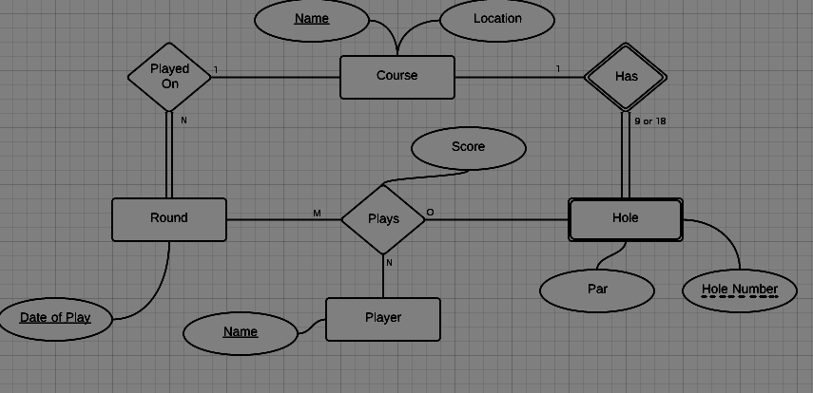 Name
Location
Played
On
1
Course
1
Has
N
9 or 18
Score
Round
M
Plays
O
Hole
N
Date of Play
Name
Player
Par
Hole Number